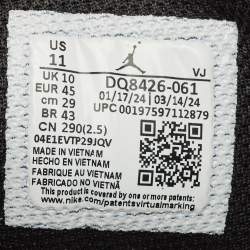 US
11
VJ
UK 10
EUR 45
cm 29
BR 43
CN 290(2.5)
DQ8426-061
01/17/24 03/14/24
UPC 00197597112879
04E1EVTP29JQV
MADE IN VIETNAM
HECHO EN VIETNAM
FABRIQUE AU VIETNAM
FABRICADO NO VIETNÃ
This product is covered by
one or more patents. See
www.nike.com/patentsvirtualmarking